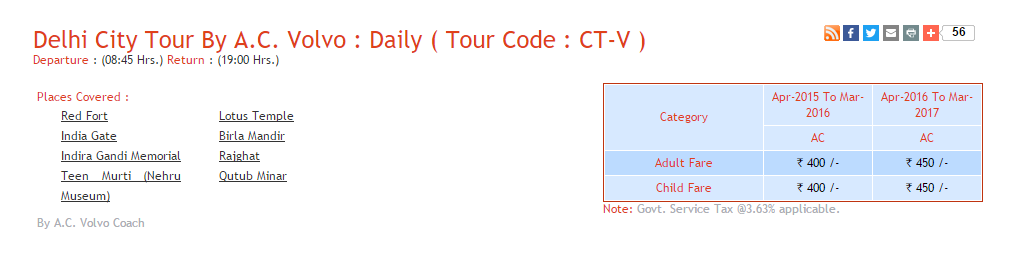 Delhi City Tour By A.C. Volvo : Daily ( Tour Code : CT-V )
56
Departure : (08:45 Hrs.) Return : (19:00 Hrs.)
Places Covered :
Red Fort Lotus Temple
India Gate Birla Mandir
Indira Gandi Memorial Rajghat
Teen Murti (Nehru Qutub Minar
Museum)
By A.C. Volvo Coach
Category Apr-2015 To Mar- Apr-2016 To Mar-
2016 2017
AC AC
Adult Fare ₹ 400 /- ₹ 450 /-
Child Fare ₹ 400 /- ₹ 450 /-
Note: Govt. Service Tax @3.63% applicable.